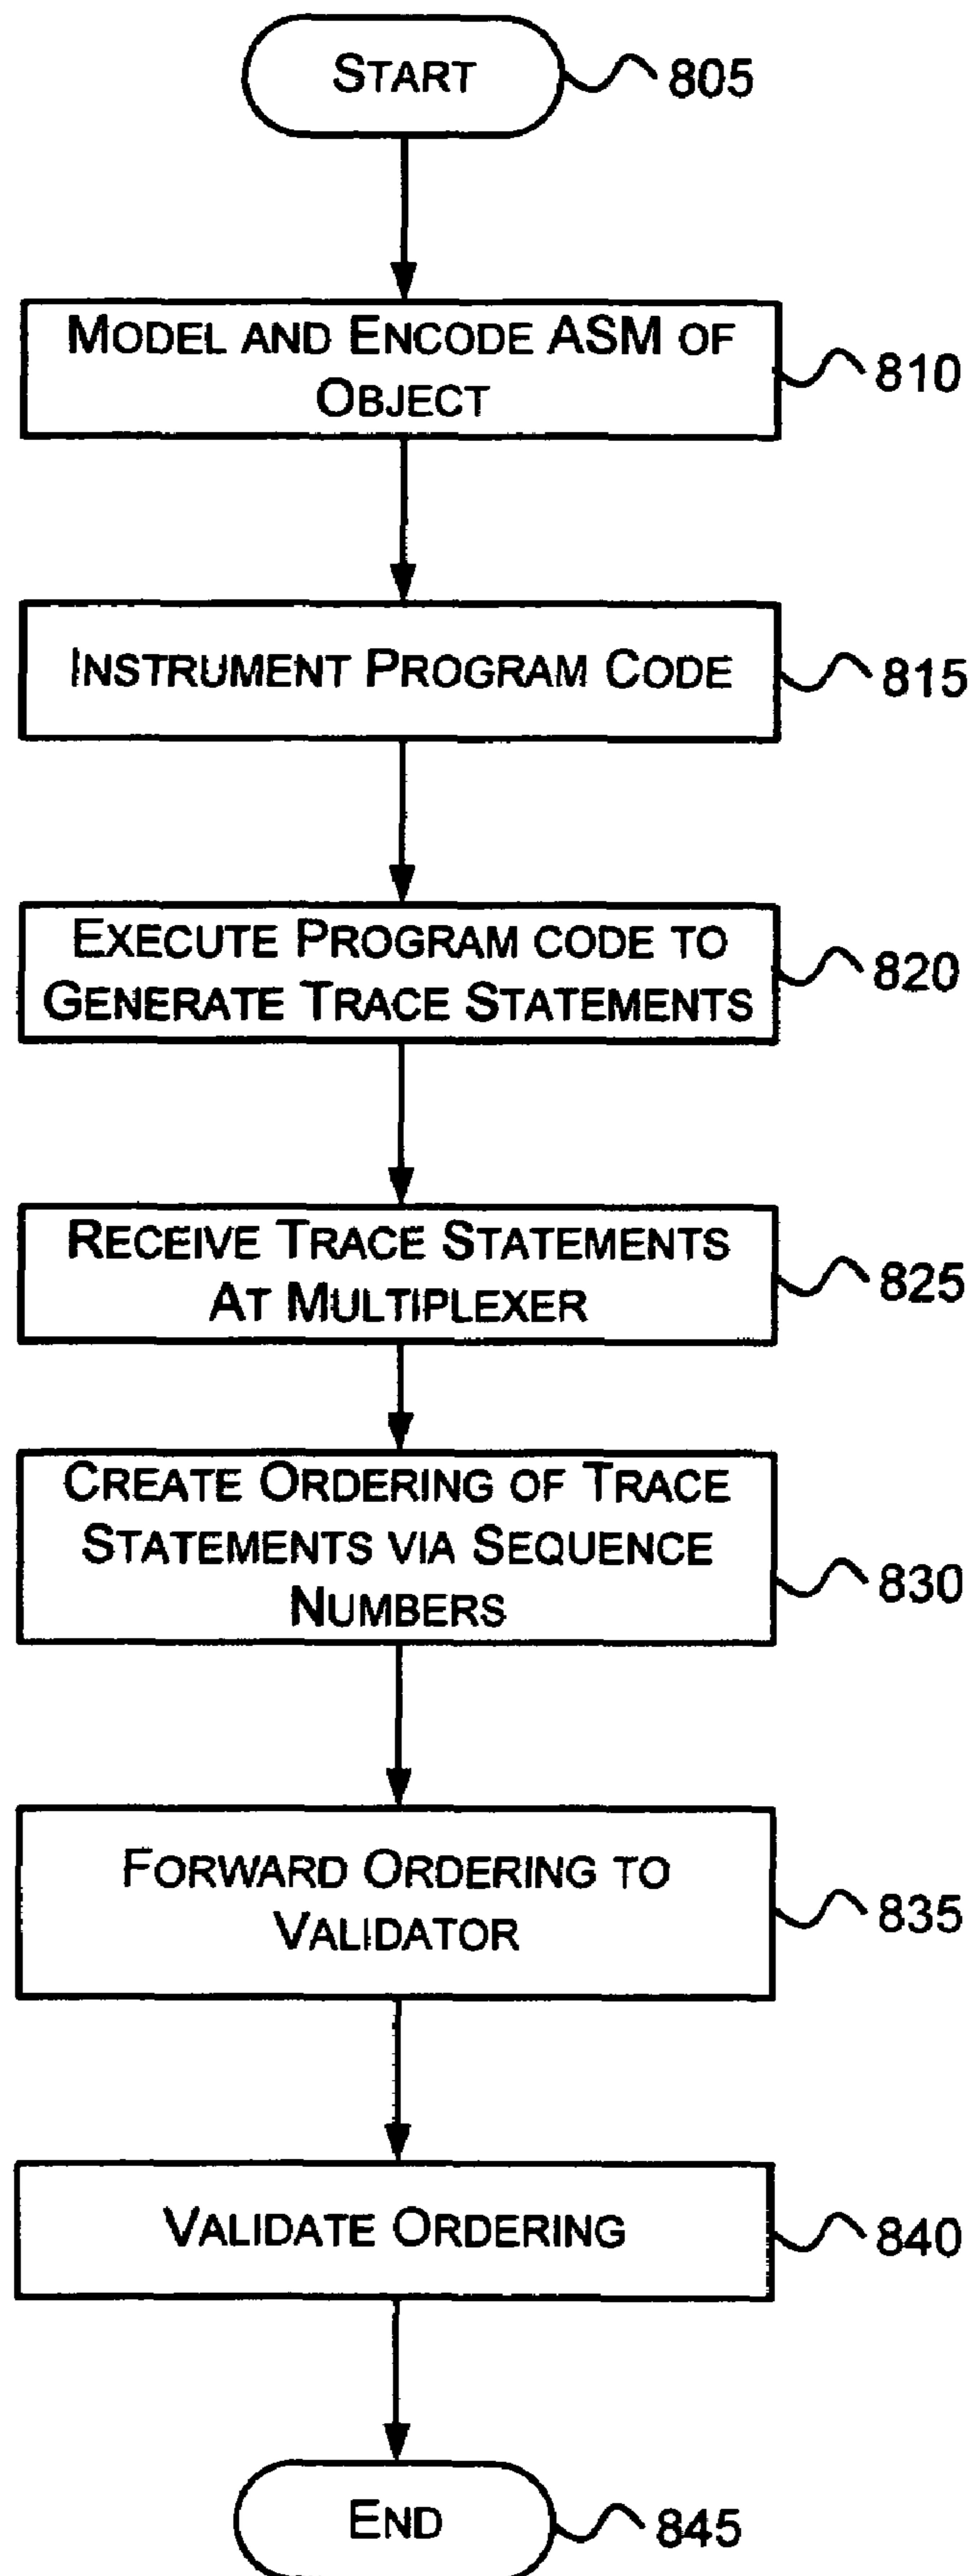 START
805
MODEL AND ENCODE ASM OF
OBJECT
810
INSTRUMENT PROGRAM CODE
815
EXECUTE PROGRAM CODE TO
GENERATE TRACE STATEMENTS
820
RECEIVE TRACE STATEMENTS
AT MULTIPLEXER
825
CREATE ORDERING OF TRACE
STATEMENTS VIA SEQUENCE
NUMBERS
830
FORWARD ORDERING TO
VALIDATOR
835
VALIDATE ORDERING
840
END
845